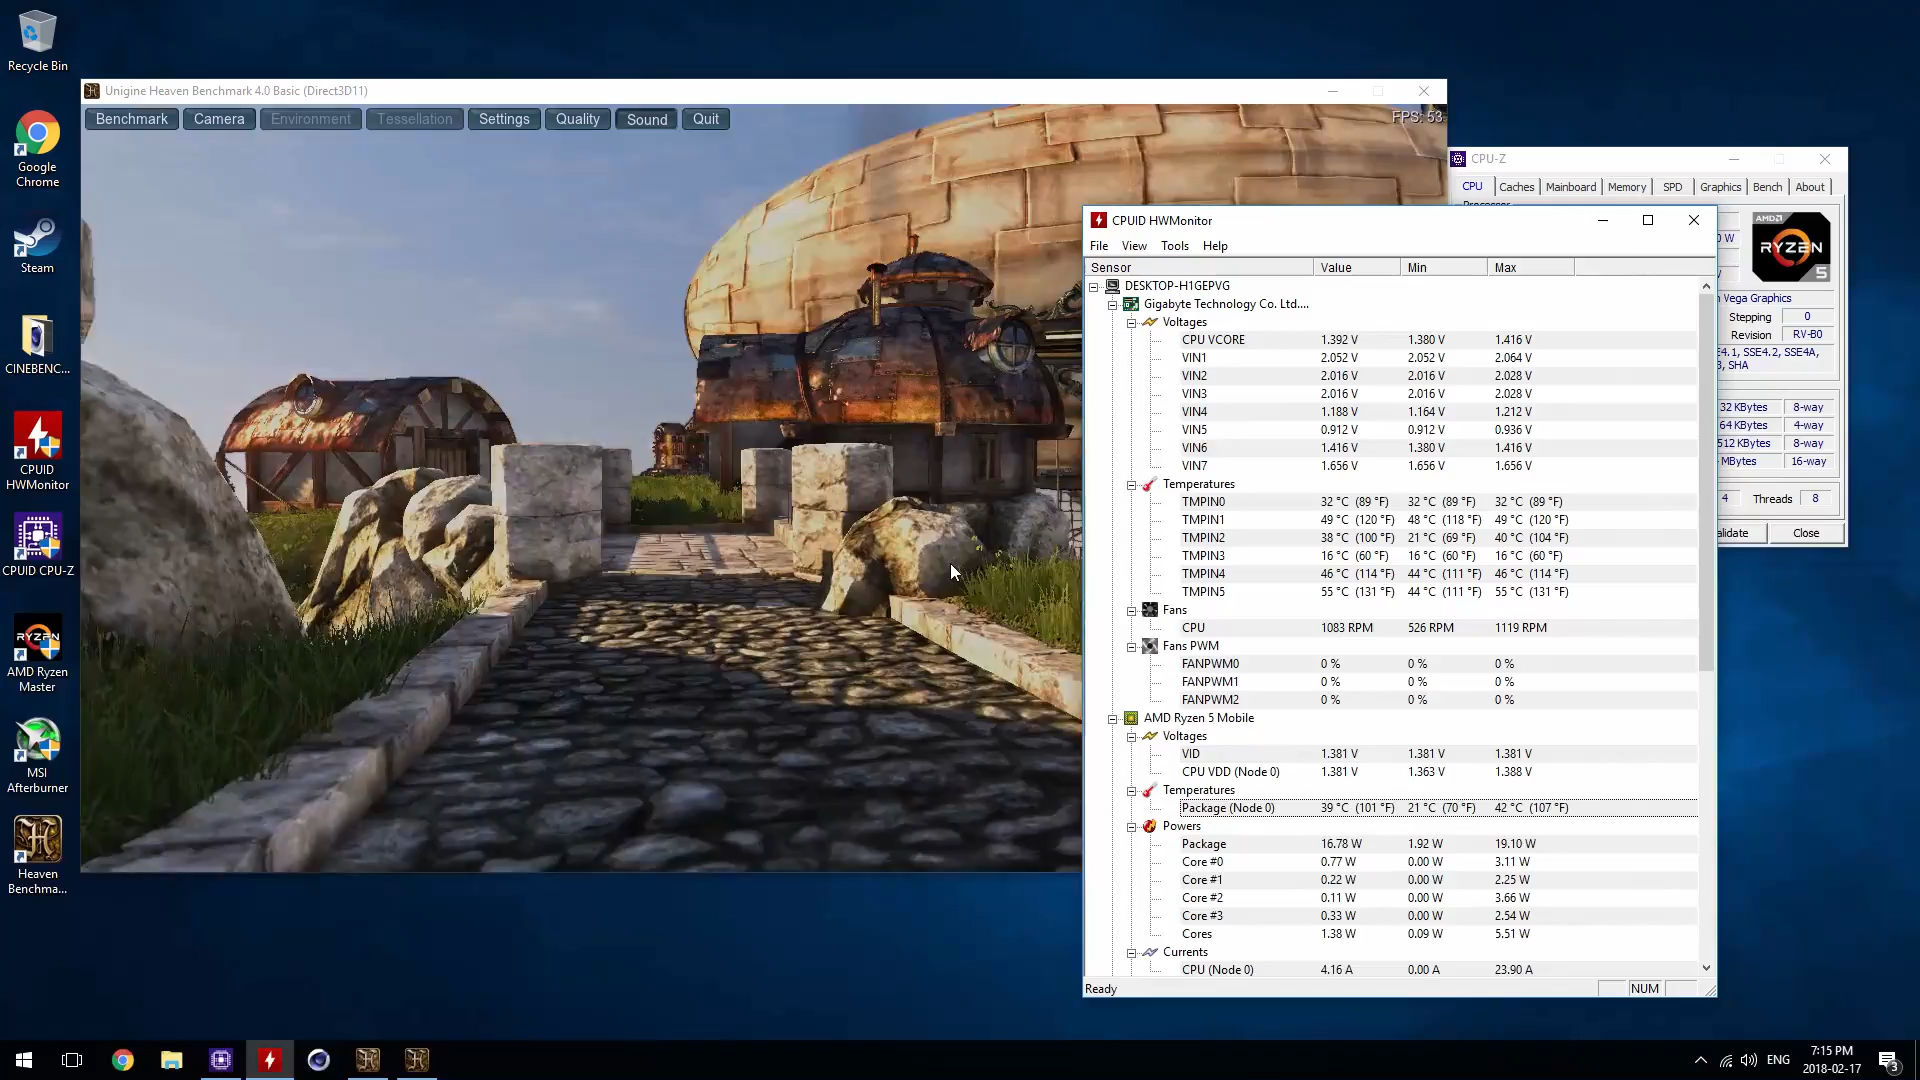 Recycle Bin
Google
Chrome
Steam
CINEBENC...
CPUID
HWMonitor
CPUID CPU-Z
RYZEN
AMD Ryzen
Master
MSI
Afterburner
Heaven
Benchma...
Unigine Heaven Benchmark 4.0 Basic (Direct3D11)
Benchmark Camera Environment Tessellation Settings Quality Sound Quit
FPS: 53
CPU-Z
CPU Caches Mainboard Memory SPD Graphics Bench About
Processor
0 W
AMD
RYZEN
5
Vega Graphics
Stepping 0
Revision RV-B0
E4.1, SSE4.2, SSE4A,
, SHA
32 KBytes 8-way
64 KBytes 4-way
512 KBytes 8-way
MBytes 16-way
4 Threads 8
alidate Close
CPUID HWMonitor
File View Tools Help
Sensor Value Min Max
DESKTOP-H1GEPVG
Gigabyte Technology Co. Ltd....
Voltages
CPU VCORE 1.392 V 1.380 V 1.416 V
VIN1 2.052 V 2.052 V 2.064 V
VIN2 2.016 V 2.016 V 2.028 V
VIN3 2.016 V 2.016 V 2.028 V
VIN4 1.188 V 1.164 V 1.212 V
VIN5 0.912 V 0.912 V 0.936 V
VIN6 1.416 V 1.380 V 1.416 V
VIN7 1.656 V 1.656 V 1.656 V
Temperatures
TMPIN0 32 °C (89 °F) 32 °C (89 °F) 32 °C (89 °F)
TMPIN1 49 °C (120 °F) 48 °C (118 °F) 49 °C (120 °F)
TMPIN2 38 °C (100 °F) 21 °C (69 °F) 40 °C (104 °F)
TMPIN3 16 °C (60 °F) 16 °C (60 °F) 16 °C (60 °F)
TMPIN4 46 °C (114 °F) 44 °C (111 °F) 46 °C (114 °F)
TMPIN5 55 °C (131 °F) 44 °C (111 °F) 55 °C (131 °F)
Fans
CPU 1083 RPM 526 RPM 1119 RPM
Fans PWM
FANPWM0 0 % 0 % 0 %
FANPWM1 0 % 0 % 0 %
FANPWM2 0 % 0 % 0 %
AMD Ryzen 5 Mobile
Voltages
VID 1.381 V 1.381 V 1.381 V
CPU VDD (Node 0) 1.381 V 1.363 V 1.388 V
Temperatures
Package (Node 0) 39 °C (101 °F) 21 °C (70 °F) 42 °C (107 °F)
Powers
Package 16.78 W 1.92 W 19.10 W
Core #0 0.77 W 0.00 W 3.11 W
Core #1 0.22 W 0.00 W 2.25 W
Core #2 0.11 W 0.00 W 3.66 W
Core #3 0.33 W 0.00 W 2.54 W
Cores 1.38 W 0.09 W 5.51 W
Currents
CPU (Node 0) 4.16 A 0.00 A 23.90 A
Ready NUM
ENG
7:15 PM
2018-02-17
3